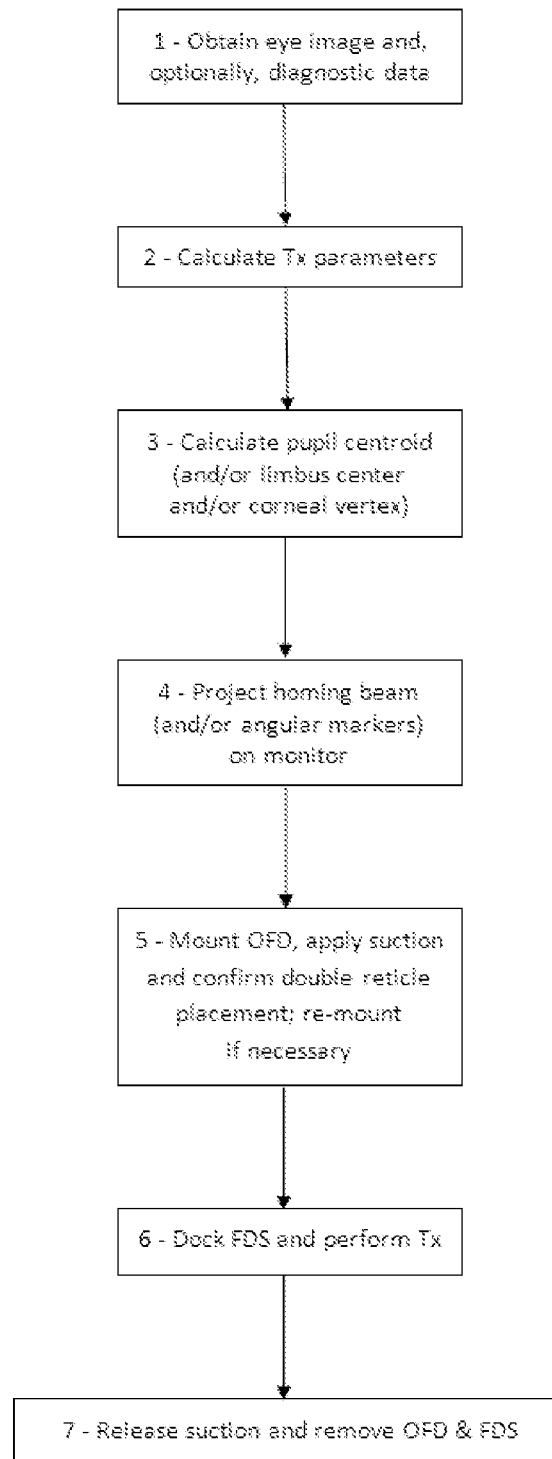 1 - Obtain eye image and,
optionally, diagnostic data
2 - Calculate Tx parameters
3 - Calculate pupil centroid
(and/or limbus center
and/or corneal vertex)
4 - Project homing beam
(and/or angular markers)
on monitor
5 - Mount OFD, apply suction
and confirm double reticle
placement; re-mount
if necessary
6 - Dock FDS and perform Tx
7 - Release suction and remove OFD & FDS